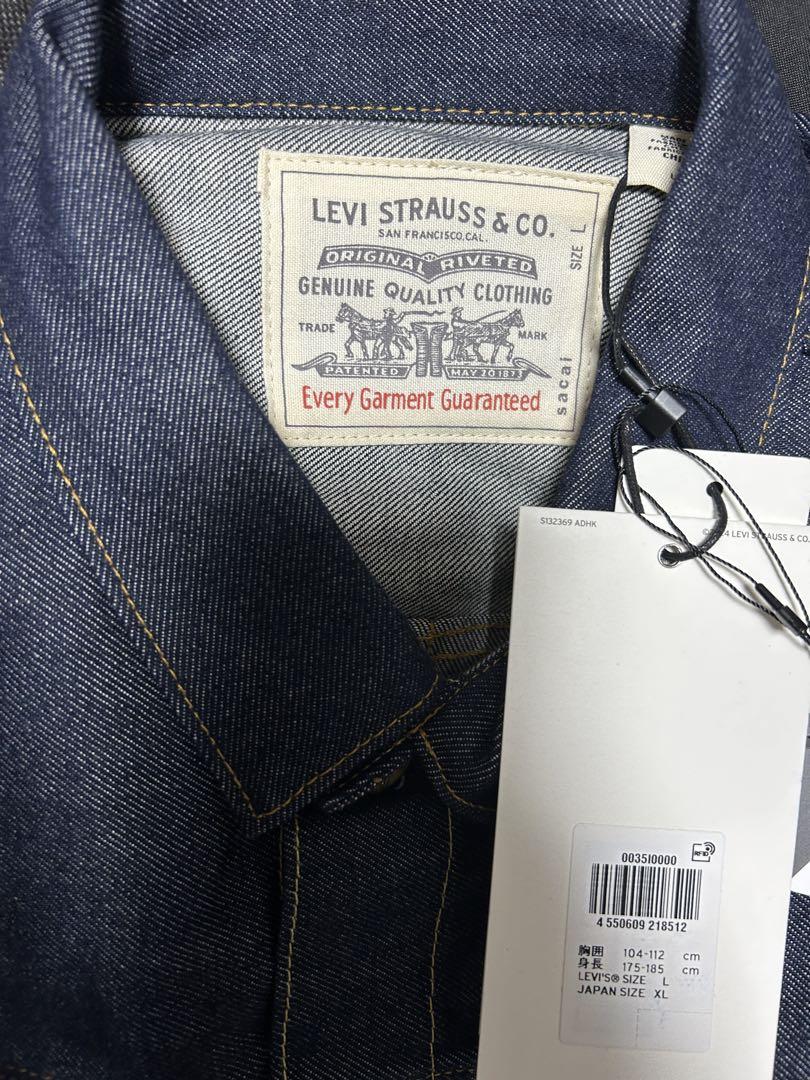 LEVI STRAUSS & CO.
SAN FRANCISCO, CAL.
ORIGINAL RIVETED
GENUINE QUALITY CLOTHING
TRADE MARK
PATENTED MAY 20 1873
Every Garment Guaranteed
SIZE L
sacai
S132369 ADHK
LEVI STRAUSS & CO.
0035I0000
RFID
4 550609 218512
胸囲 104-112 cm
身長 175-185 cm
LEVI'S® SIZE L
JAPAN SIZE XL